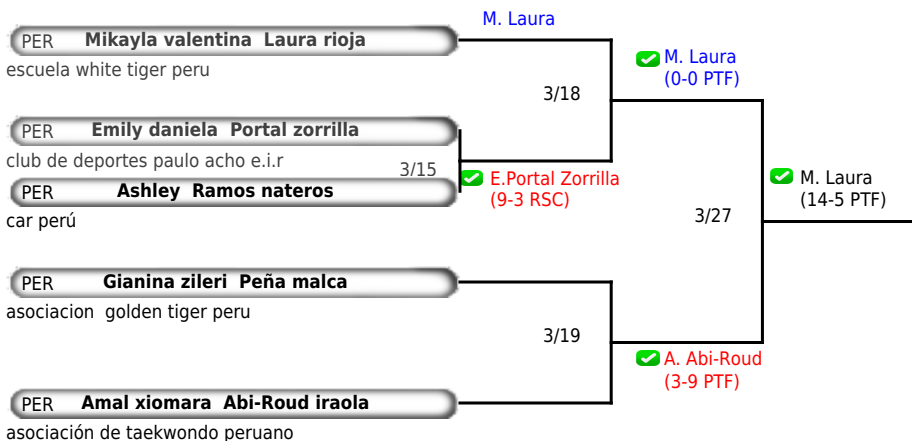 M. Laura
PER Mikayla valentina Laura rioja
escuela white tiger peru
M. Laura
(0-0 PTF)
3/18
PER Emily daniela Portal zorrilla
club de deportes paulo acho e.i.r
3/15
PER Ashley Ramos nateros
car perú
E.Portal Zorrilla
(9-3 RSC)
M. Laura
(14-5 PTF)
3/27
PER Gianina zileri Peña malca
asociacion golden tiger peru
3/19
A. Abi-Roud
(3-9 PTF)
PER Amal xiomara Abi-Roud iraola
asociación de taekwondo peruano